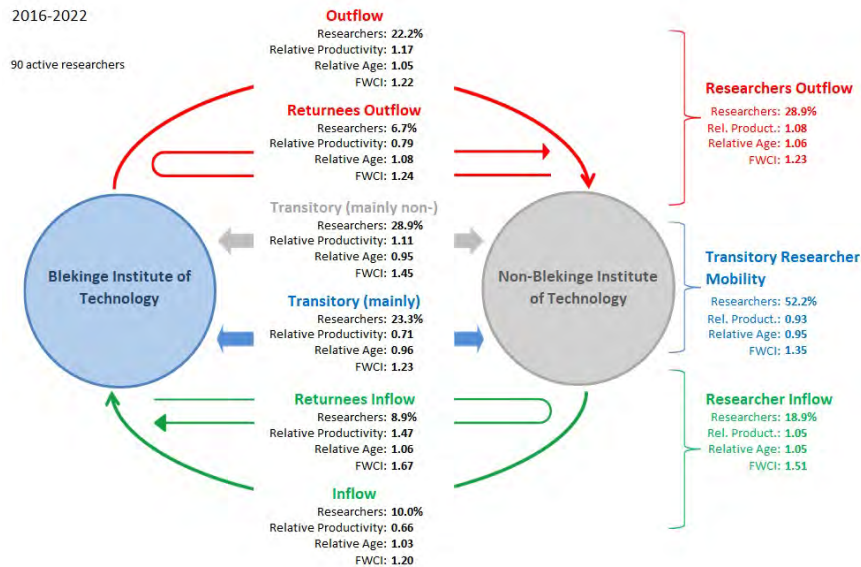 2016-2022
90 active researchers
Outflow
Researchers: 22.2%
Relative Productivity: 1.17
Relative Age: 1.05
FWCI: 1.22
Returnees Outflow
Researchers: 6.7%
Relative Productivity: 0.79
Relative Age: 1.08
FWCI: 1.24
Transitory (mainly non-)
Researchers: 28.9%
Relative Productivity: 1.11
Relative Age: 0.95
FWCI: 1.45
Transitory (mainly)
Researchers: 23.3%
Relative Productivity: 0.71
Relative Age: 0.96
FWCI: 1.23
Returnees Inflow
Researchers: 8.9%
Relative Productivity: 1.47
Relative Age: 1.06
FWCI: 1.67
Inflow
Researchers: 10.0%
Relative Productivity: 0.66
Relative Age: 1.03
FWCI: 1.20
Blekinge Institute of
Technology
Non-Blekinge Institute
of Technology
Researchers Outflow
Researchers: 28.9%
Rel. Product.: 1.08
Relative Age: 1.06
FWCI: 1.23
Transitory Researcher
Mobility
Researchers: 52.2%
Rel. Product.: 0.93
Relative Age: 0.95
FWCI: 1.35
Researcher Inflow
Researchers: 18.9%
Rel. Product.: 1.05
Relative Age: 1.05
FWCI: 1.51